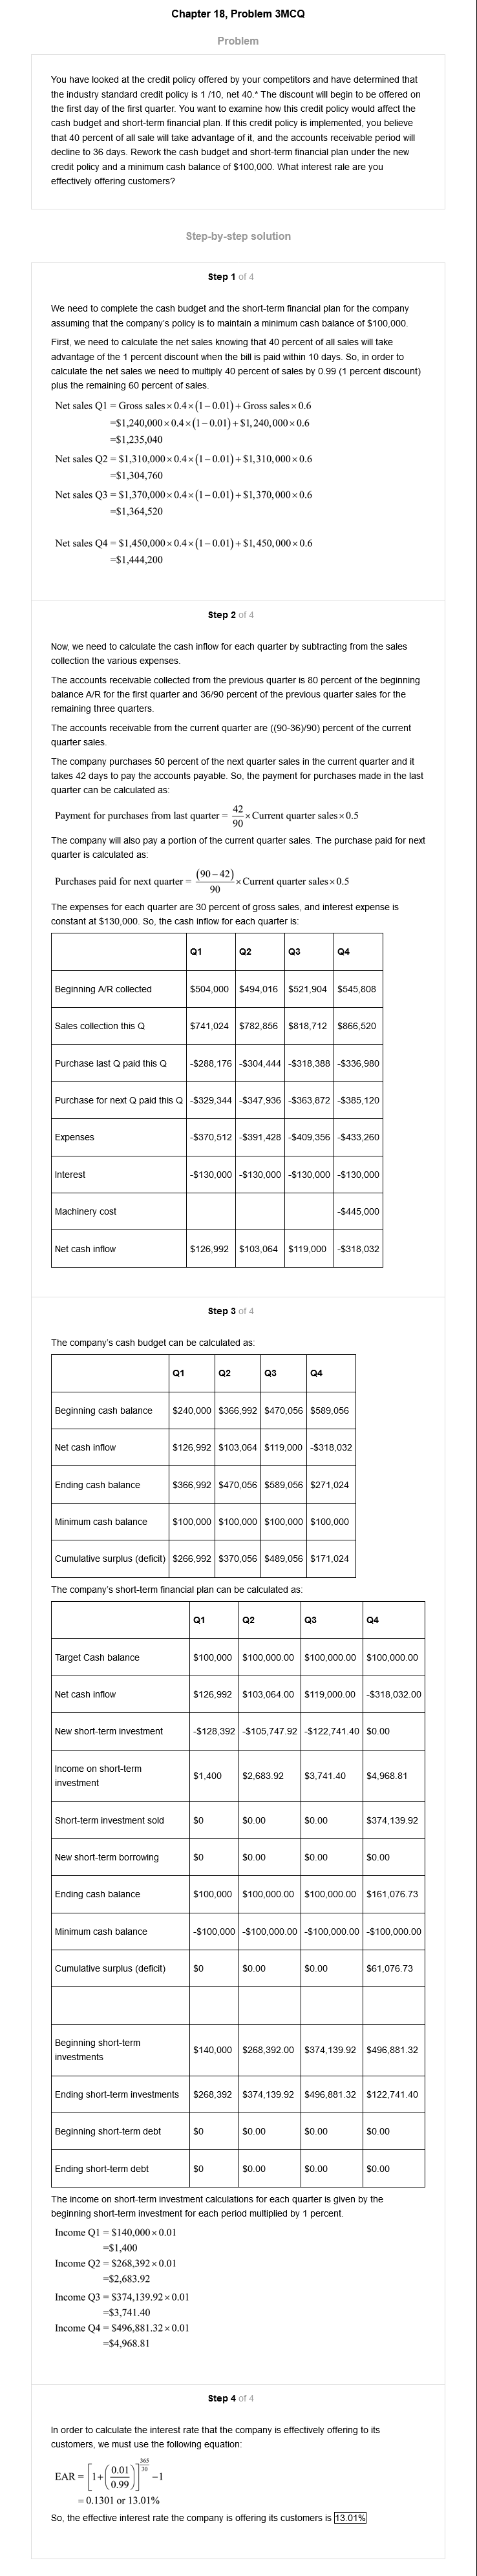 Chapter 18, Problem 3MCQ
Problem
You have looked at the credit policy offered by your competitors and have determined that
the industry standard credit policy is 1 /10, net 40.* The discount will begin to be offered on
the first day of the first quarter. You want to examine how this credit policy would affect the
cash budget and short-term financial plan. If this credit policy is implemented, you believe
that 40 percent of all sale will take advantage of it, and the accounts receivable period will
decline to 36 days. Rework the cash budget and short-term financial plan under the new
credit policy and a minimum cash balance of $100,000. What interest rale are you
effectively offering customers?
Step-by-step solution
Step 1 of 4
We need to complete the cash budget and the short-term financial plan for the company
assuming that the company's policy is to maintain a minimum cash balance of $100,000.
First, we need to calculate the net sales knowing that 40 percent of all sales will take
advantage of the 1 percent discount when the bill is paid within 10 days. So, in order to
calculate the net sales we need to multiply 40 percent of sales by 0.99 (1 percent discount)
plus the remaining 60 percent of sales.
Net sales Q1 = Gross sales × 0.4 × (1 − 0.01) + Gross sales × 0.6
=$1,240,000 × 0.4 × (1 − 0.01) + $1,240,000 × 0.6
=$1,235,040
Net sales Q2 = $1,310,000 × 0.4 × (1 − 0.01) + $1,310,000 × 0.6
=$1,304,760
Net sales Q3 = $1,370,000 × 0.4 × (1 − 0.01) + $1,370,000 × 0.6
=$1,364,520
Net sales Q4 = $1,450,000 × 0.4 × (1 − 0.01) + $1,450,000 × 0.6
=$1,444,200
Step 2 of 4
Now, we need to calculate the cash inflow for each quarter by subtracting from the sales
collection the various expenses.
The accounts receivable collected from the previous quarter is 80 percent of the beginning
balance A/R for the first quarter and 36/90 percent of the previous quarter sales for the
remaining three quarters.
The accounts receivable from the current quarter are ((90-36)/90) percent of the current
quarter sales.
The company purchases 50 percent of the next quarter sales in the current quarter and it
takes 42 days to pay the accounts payable. So, the payment for purchases made in the last
quarter can be calculated as:
Payment for purchases from last quarter = 42/90 × Current quarter sales × 0.5
The company will also pay a portion of the current quarter sales. The purchase paid for next
quarter is calculated as:
Purchases paid for next quarter = (90 − 42)/90 × Current quarter sales × 0.5
The expenses for each quarter are 30 percent of gross sales, and interest expense is
constant at $130,000. So, the cash inflow for each quarter is:
Q1 Q2 Q3 Q4
Beginning A/R collected $504,000 $494,016 $521,904 $545,808
Sales collection this Q $741,024 $782,856 $818,712 $866,520
Purchase last Q paid this Q -$288,176 -$304,444 -$318,388 -$336,980
Purchase for next Q paid this Q -$329,344 -$347,936 -$363,872 -$385,120
Expenses -$370,512 -$391,428 -$409,356 -$433,260
Interest -$130,000 -$130,000 -$130,000 -$130,000
Machinery cost -$445,000
Net cash inflow $126,992 $103,064 $119,000 -$318,032
Step 3 of 4
The company's cash budget can be calculated as:
Q1 Q2 Q3 Q4
Beginning cash balance $240,000 $366,992 $470,056 $589,056
Net cash inflow $126,992 $103,064 $119,000 -$318,032
Ending cash balance $366,992 $470,056 $589,056 $271,024
Minimum cash balance $100,000 $100,000 $100,000 $100,000
Cumulative surplus (deficit) $266,992 $370,056 $489,056 $171,024
The company's short-term financial plan can be calculated as:
Q1 Q2 Q3 Q4
Target Cash balance $100,000 $100,000.00 $100,000.00 $100,000.00
Net cash inflow $126,992 $103,064.00 $119,000.00 -$318,032.00
New short-term investment -$128,392 -$105,747.92 -$122,741.40 $0.00
Income on short-term
investment $1,400 $2,683.92 $3,741.40 $4,968.81
Short-term investment sold $0 $0.00 $0.00 $374,139.92
New short-term borrowing $0 $0.00 $0.00 $0.00
Ending cash balance $100,000 $100,000.00 $100,000.00 $161,076.73
Minimum cash balance -$100,000 -$100,000.00 -$100,000.00 -$100,000.00
Cumulative surplus (deficit) $0 $0.00 $0.00 $61,076.73
Beginning short-term
investments $140,000 $268,392.00 $374,139.92 $496,881.32
Ending short-term investments $268,392 $374,139.92 $496,881.32 $122,741.40
Beginning short-term debt $0 $0.00 $0.00 $0.00
Ending short-term debt $0 $0.00 $0.00 $0.00
The income on short-term investment calculations for each quarter is given by the
beginning short-term investment for each period multiplied by 1 percent.
Income Q1 = $140,000 × 0.01
=$1,400
Income Q2 = $268,392 × 0.01
=$2,683.92
Income Q3 = $374,139.92 × 0.01
=$3,741.40
Income Q4 = $496,881.32 × 0.01
=$4,968.81
Step 4 of 4
In order to calculate the interest rate that the company is effectively offering to its
customers, we must use the following equation:
EAR = [1 + (0.01/0.99)]^(365/30) − 1
= 0.1301 or 13.01%
So, the effective interest rate the company is offering its customers is 13.01%